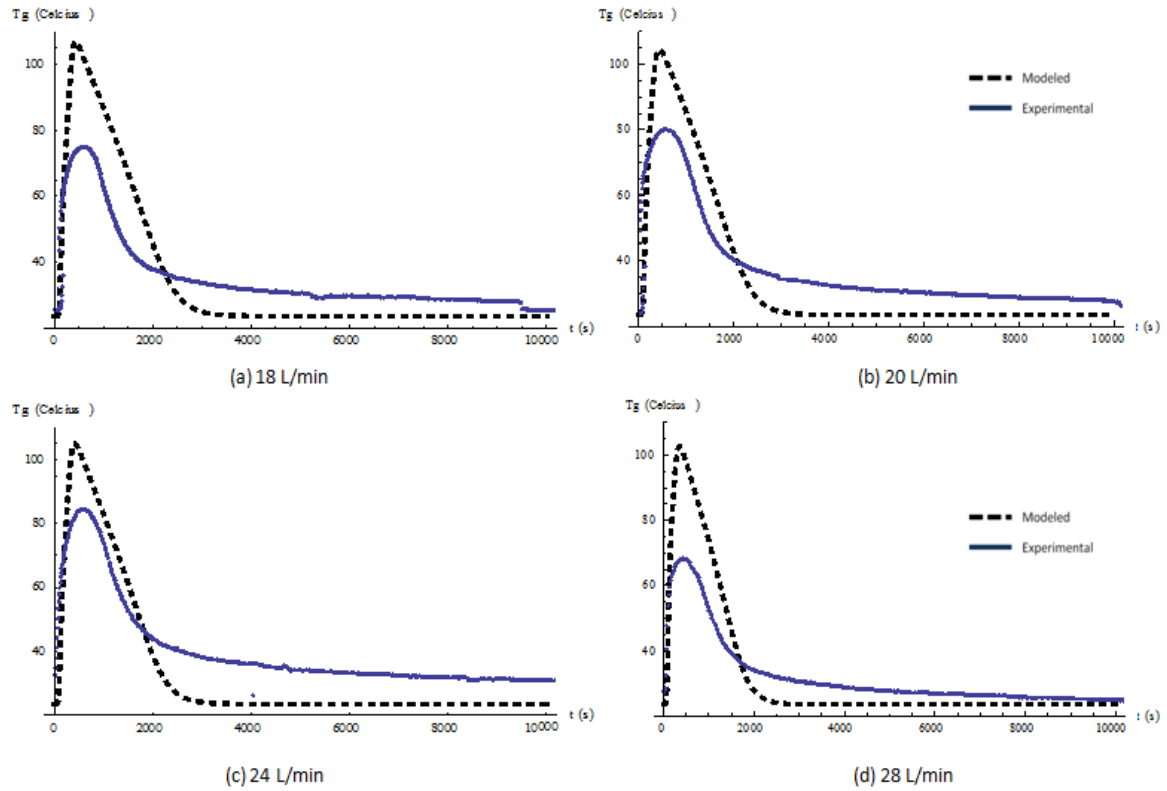 Tg (Celcius )
100
80
60
40
0 2000 4000 6000 8000 10000 t (s)
(a) 18 L/min
Tg (Celcius )
100
80
60
40
0 2000 4000 6000 8000 10000 t (s)
Modeled
Experimental
(b) 20 L/min
Tg (Celcius )
100
80
60
40
0 2000 4000 6000 8000 10000 t (s)
(c) 24 L/min
Tg (Celcius )
100
80
60
40
0 2000 4000 6000 8000 10000 t (s)
Modeled
Experimental
(d) 28 L/min